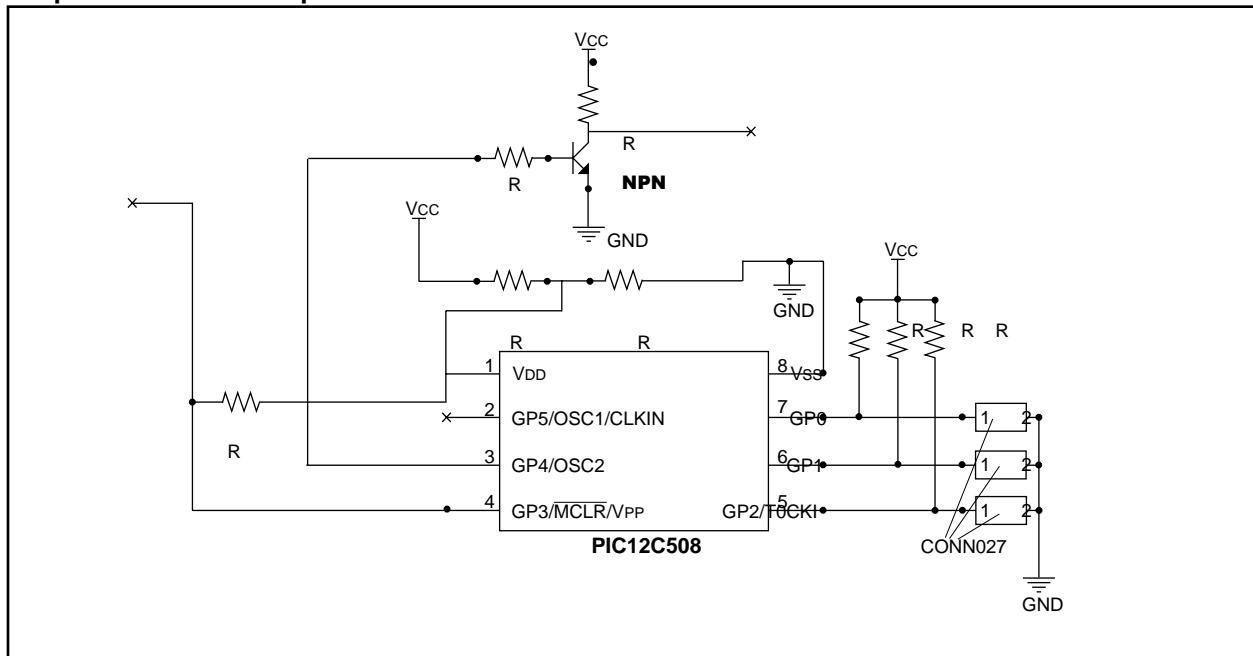 VCC
R
R
NPN
VCC
GND
VCC
GND
R
R
R
R
R
1
VDD
8
VSS
2
GP5/OSC1/CLKIN
7
GP0
1
2
R
3
GP4/OSC2
6
GP1
1
2
4
GP3/MCLR/VPP
GP2/T0CKI
5
1
2
PIC12C508
CONN027
GND